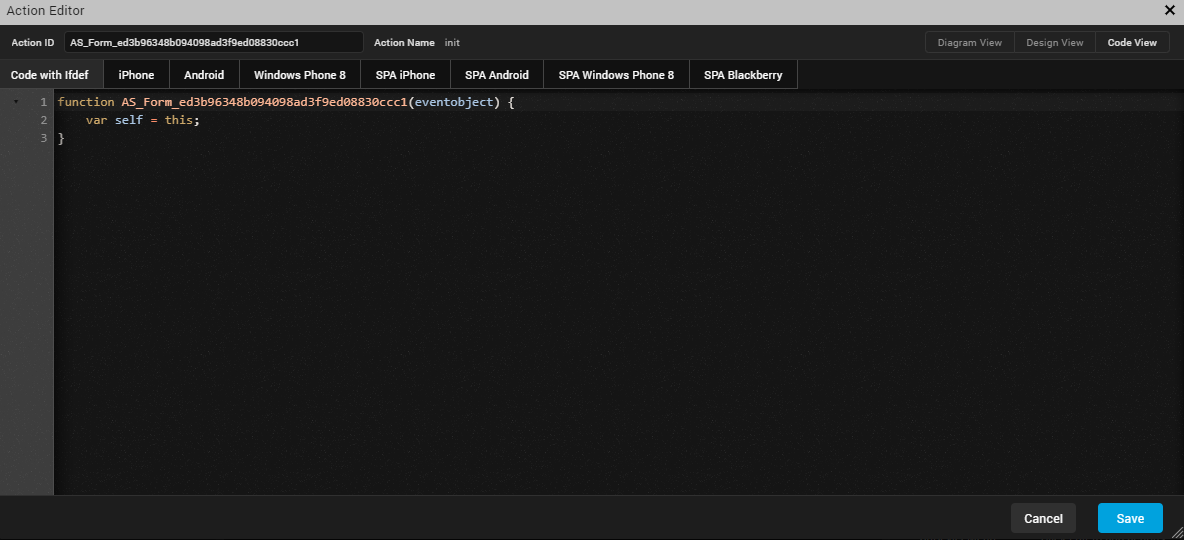 Action Editor
Action ID AS_Form_ed3b96348b094098ad3f9ed08830ccc1 Action Name init Diagram View Design View Code View
Code with Ifdef iPhone Android Windows Phone 8 SPA iPhone SPA Android SPA Windows Phone 8 SPA Blackberry
1 function AS_Form_ed3b96348b094098ad3f9ed08830ccc1(eventobject) {
2 var self = this;
3 }
Cancel Save